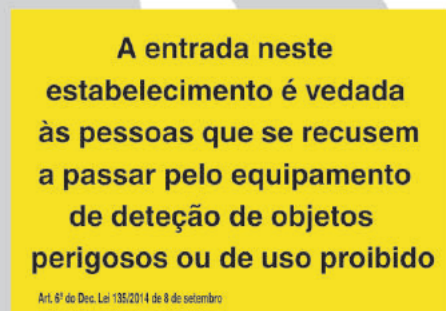 A entrada neste
estabelecimento é vedada
às pessoas que se recusem
a passar pelo equipamento
de deteção de objetos
perigosos ou de uso proibido
Art. 6º do Dec. Lei 135/2014 de 8 de setembro